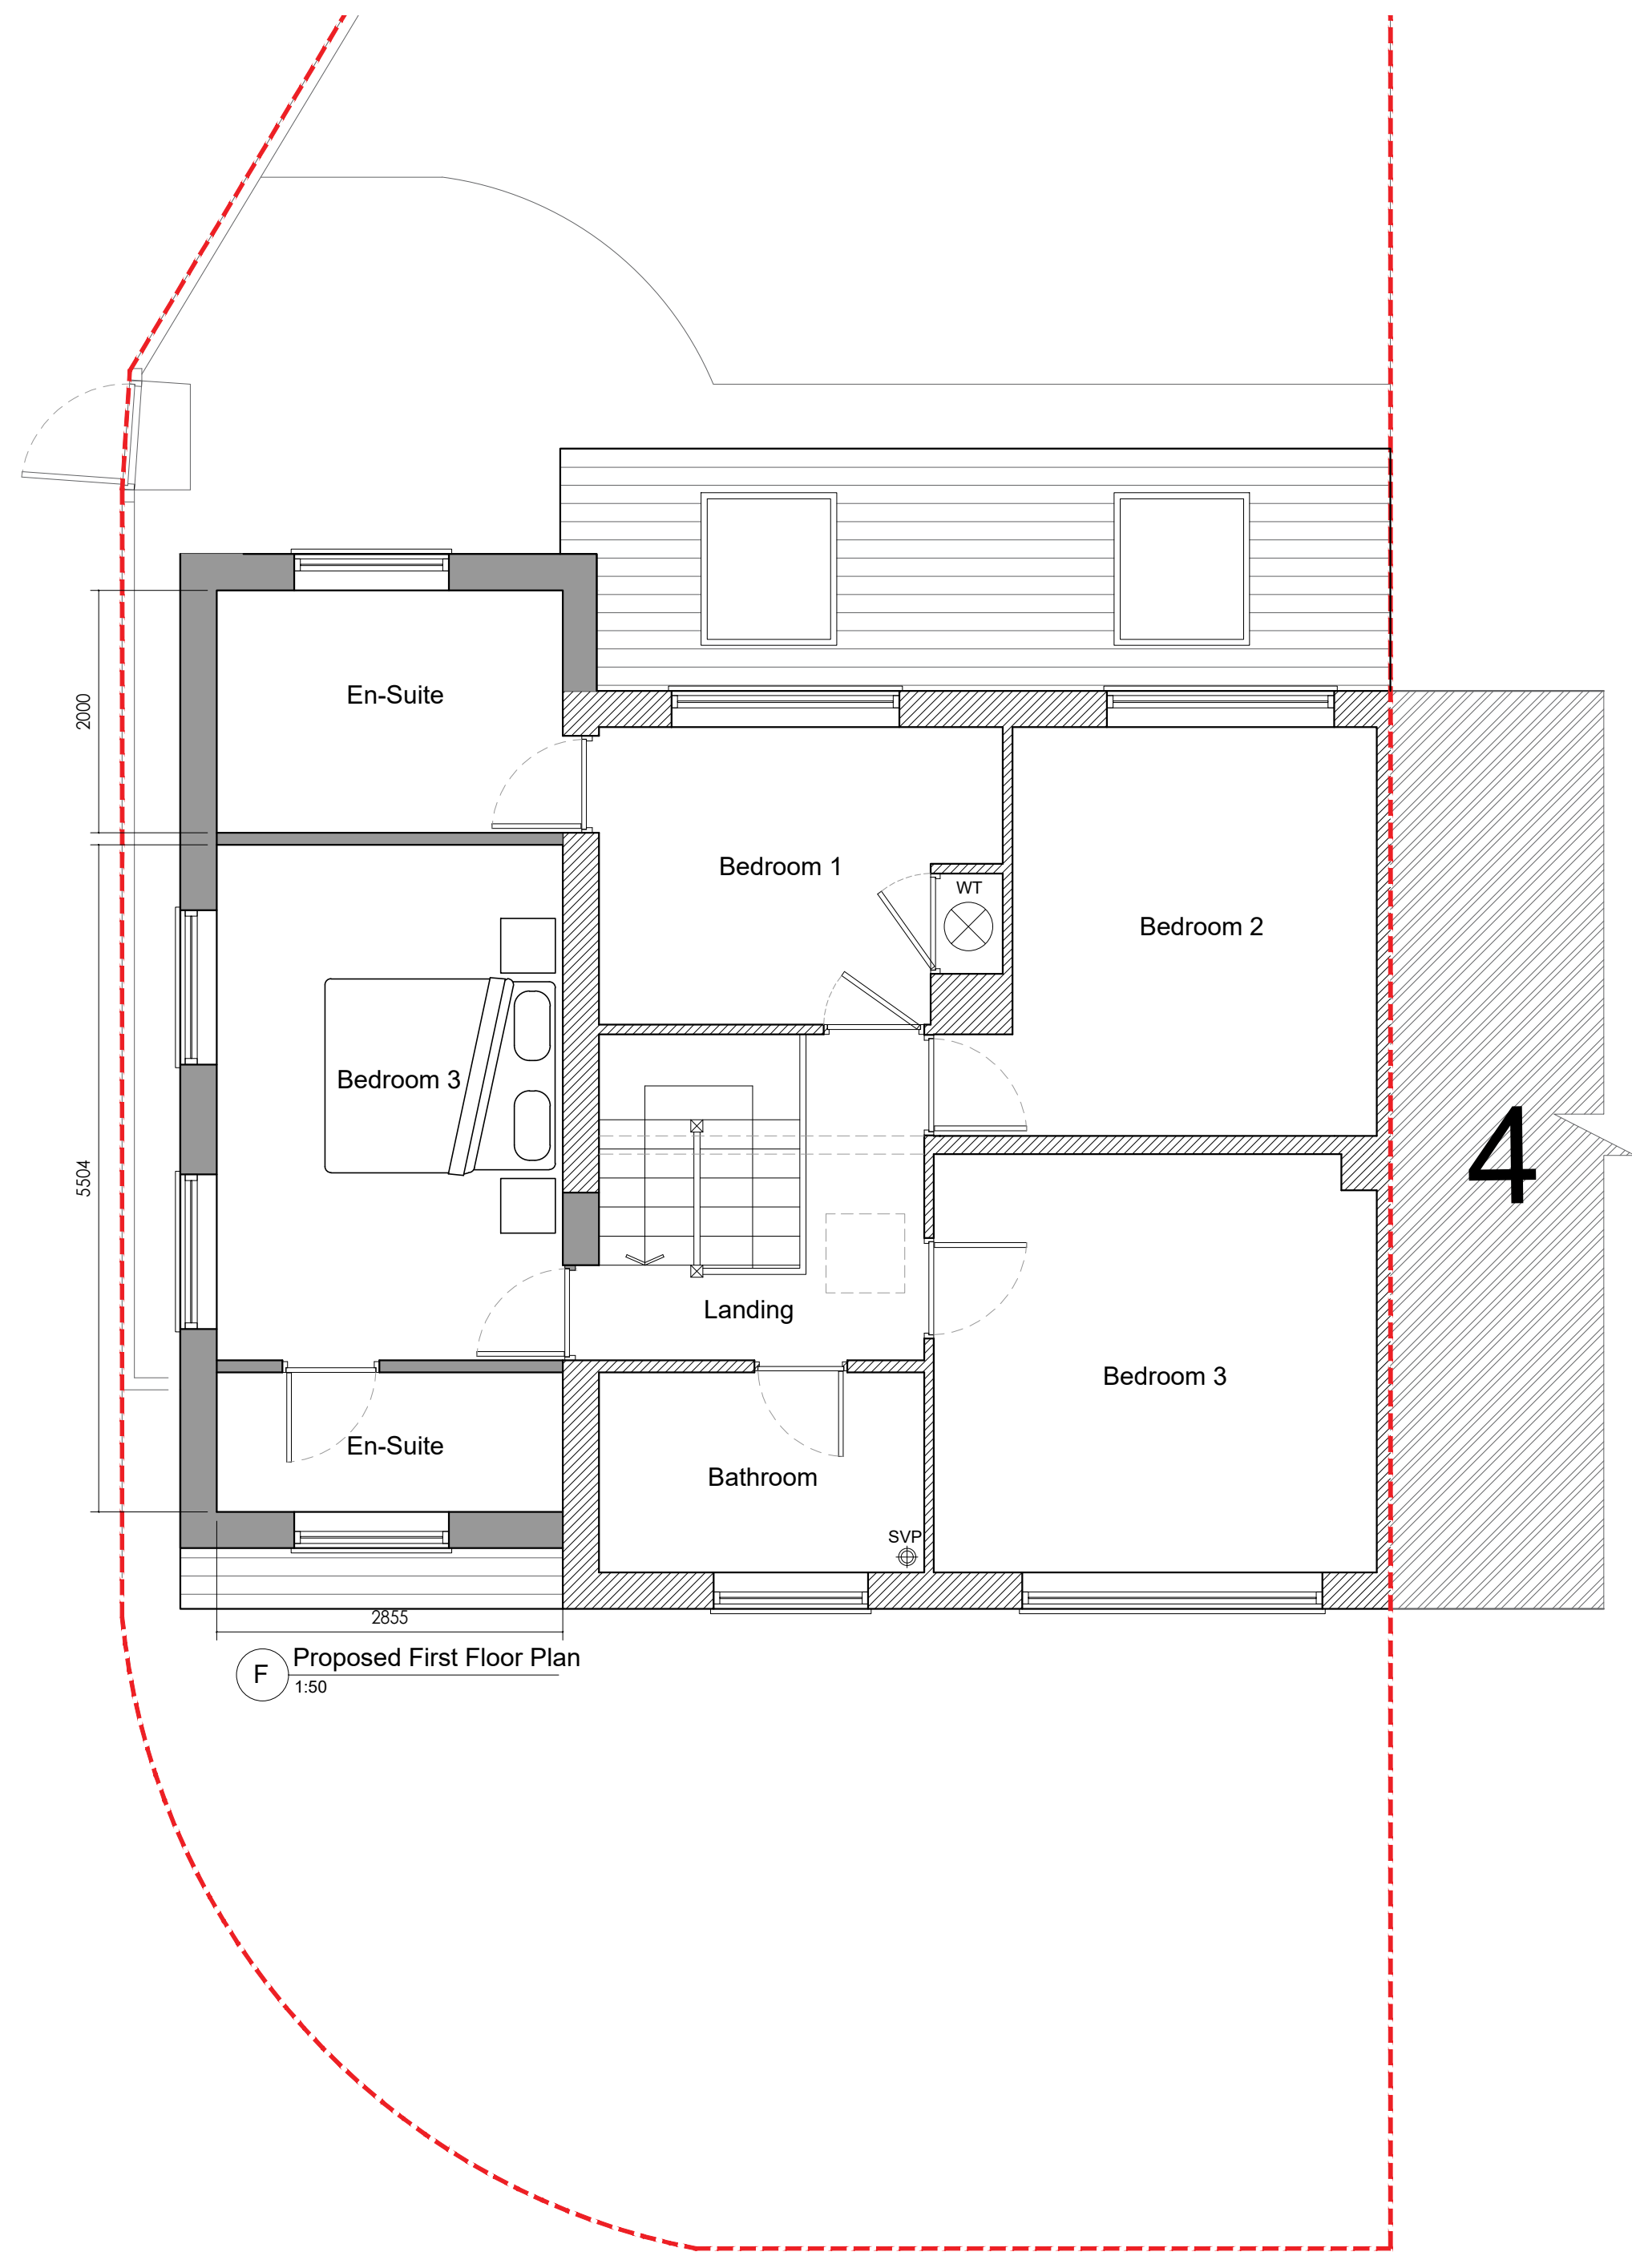 En-Suite
2000
Bedroom 1
WT
Bedroom 2
Bedroom 3
5504
4
Landing
Bedroom 3
En-Suite
Bathroom
SVP
2855
F
Proposed First Floor Plan
1:50